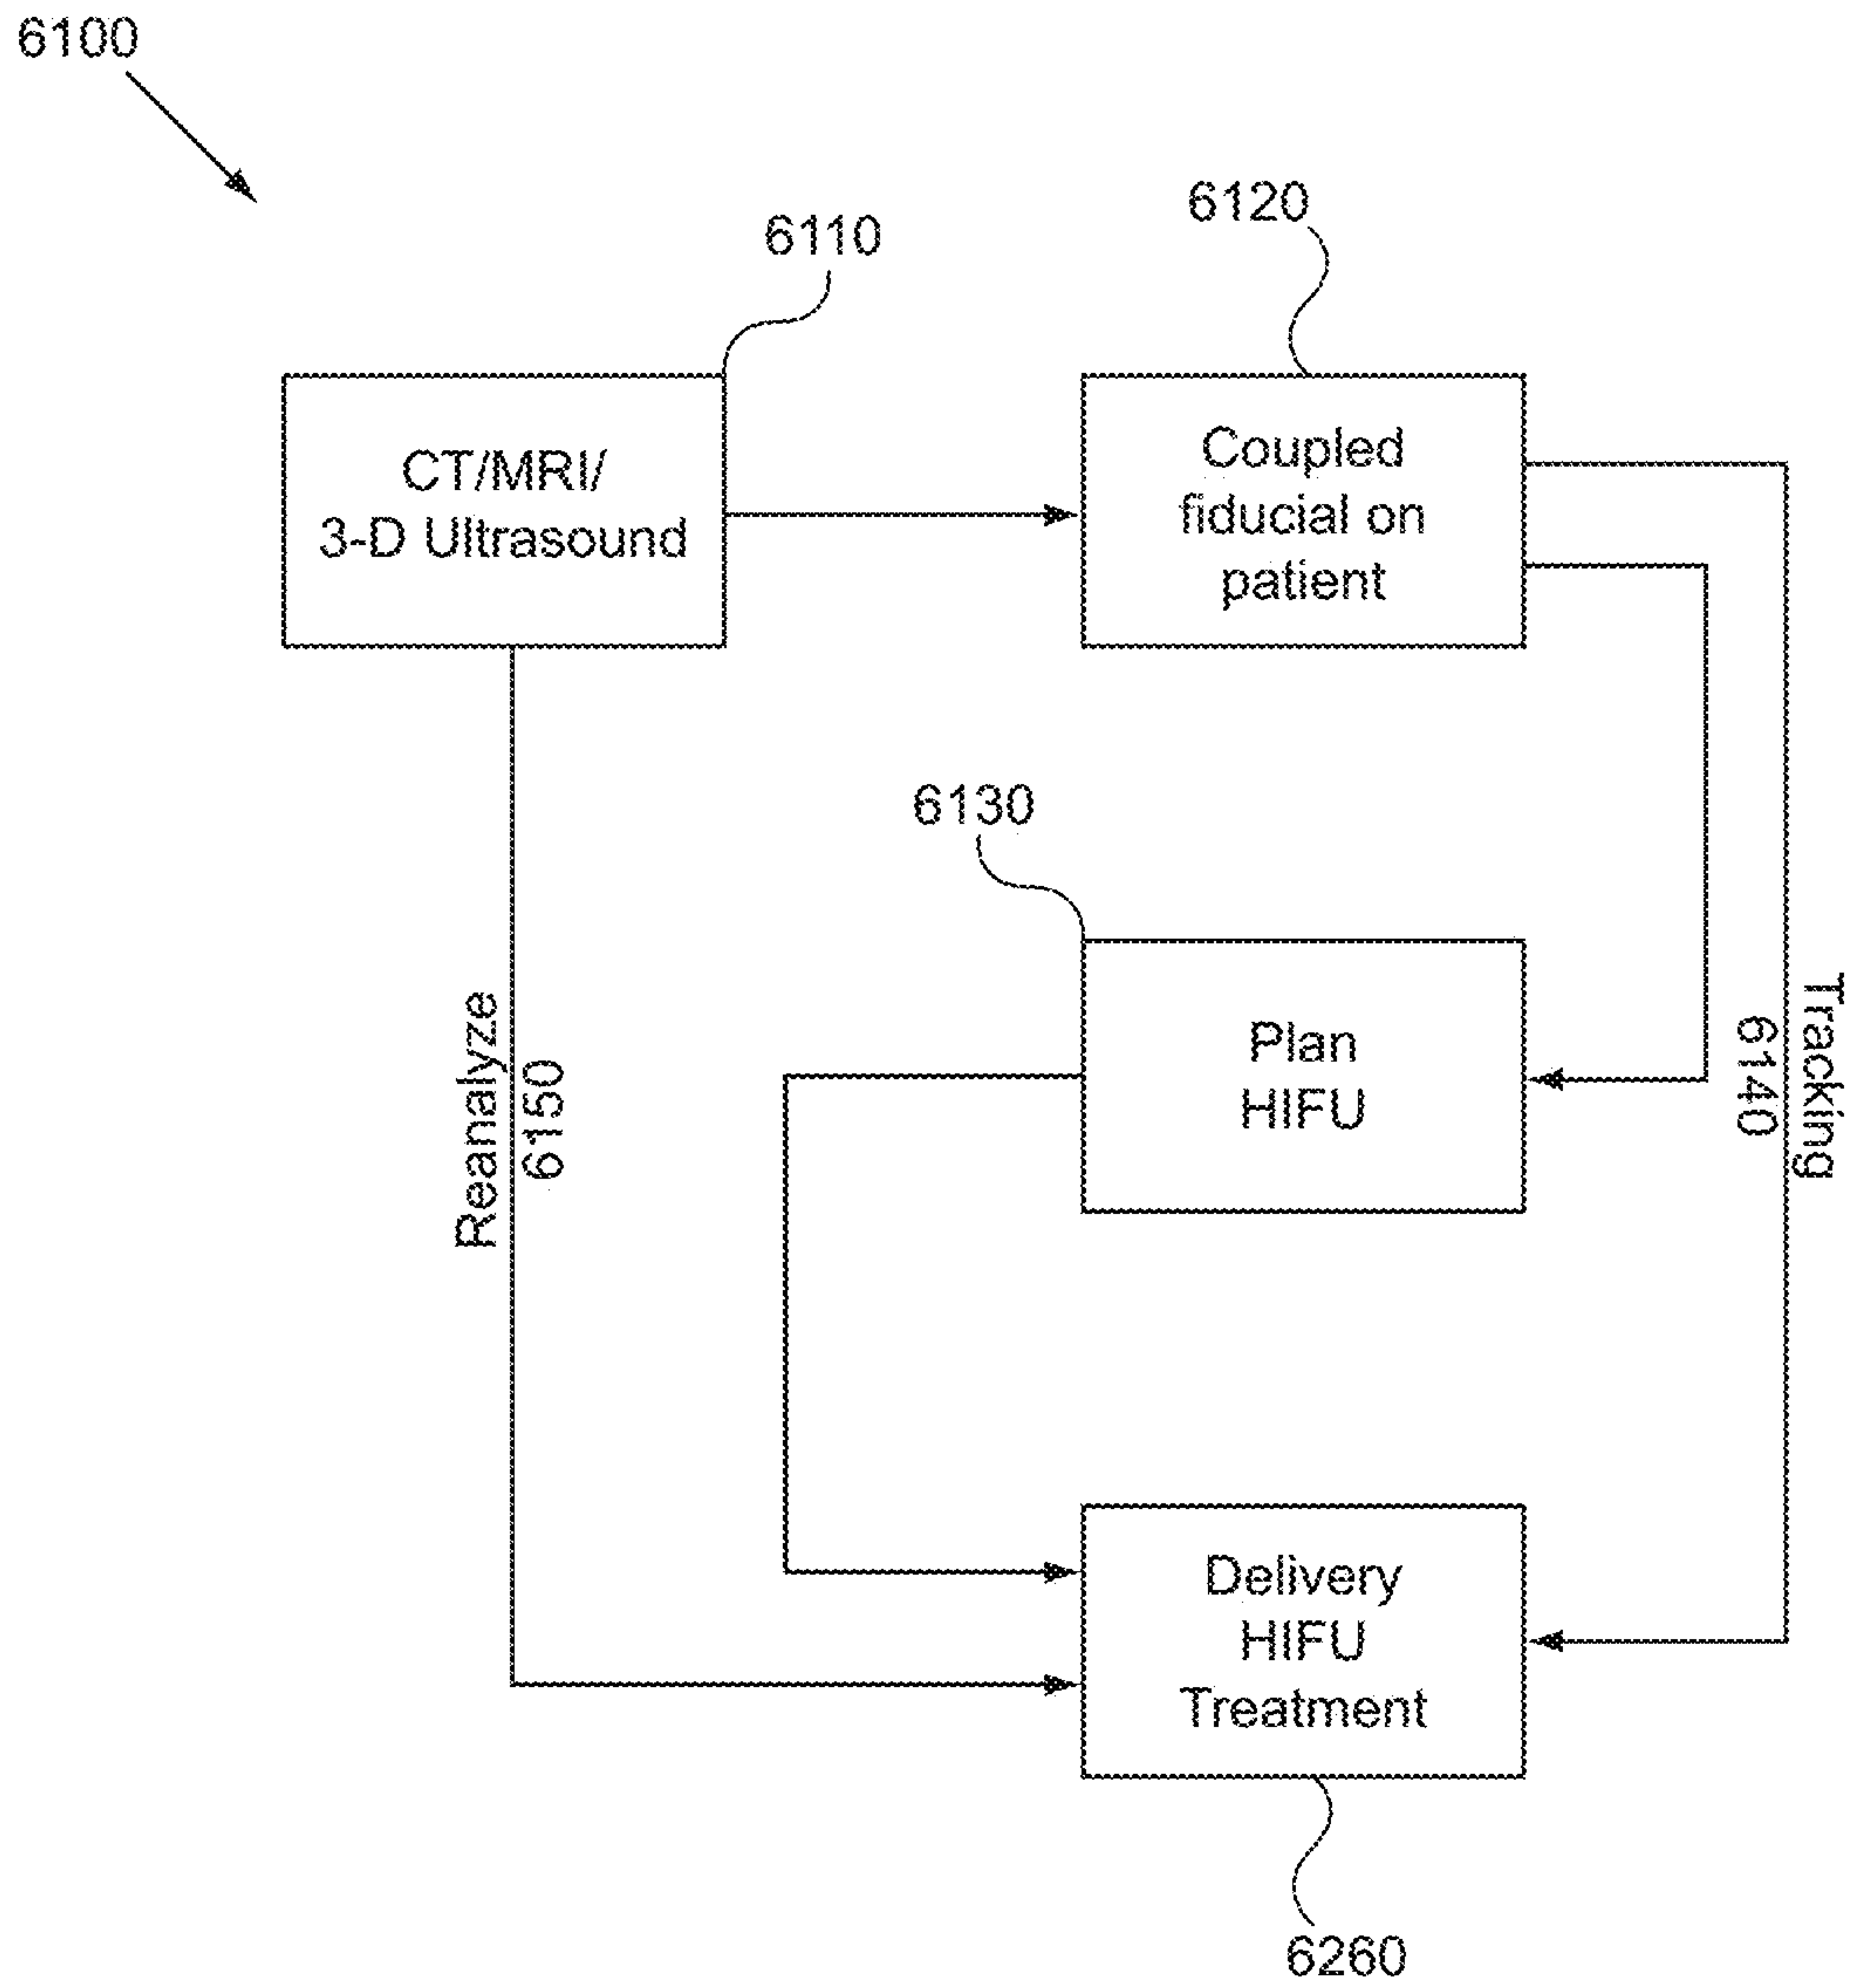 6100
6110
6120
CT/MRI/
3-D Ultrasound
Coupled
fiducial on
patient
6130
Plan
HIFU
Tracking
6140
Reanalyze
6150
Delivery
HIFU
Treatment
6260